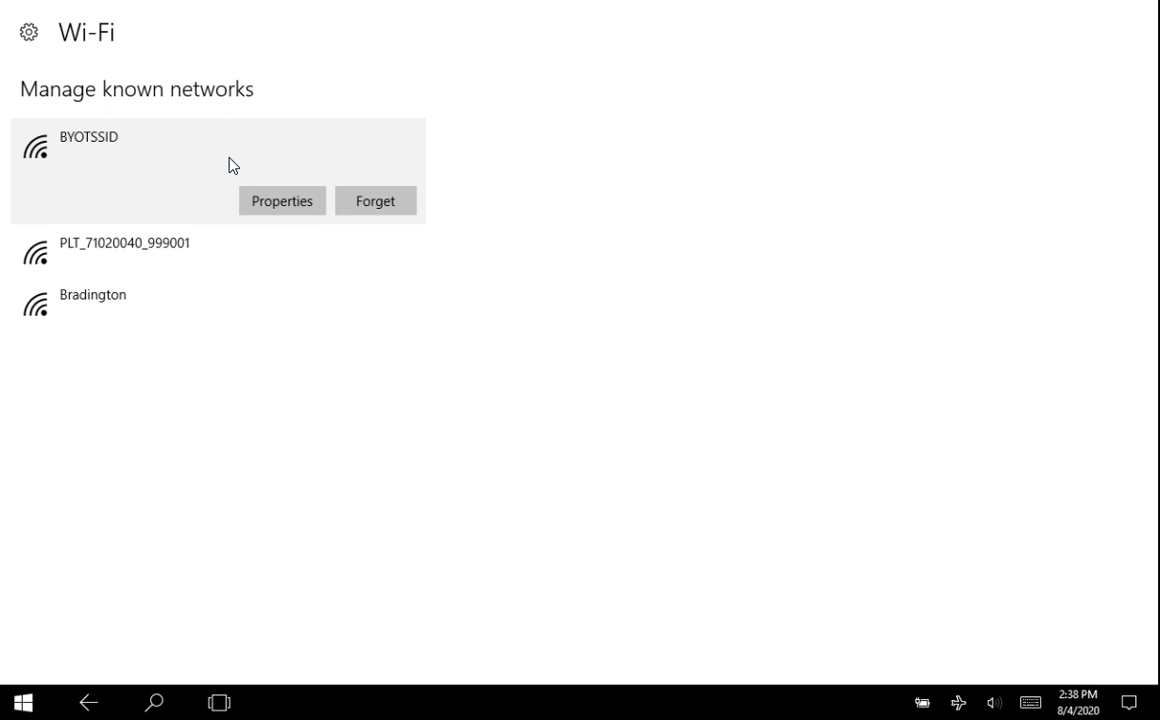 Wi-Fi
Manage known networks
BYOTSSID
Properties Forget
PLT_71020040_999001
Bradington
2:38 PM
8/4/2020